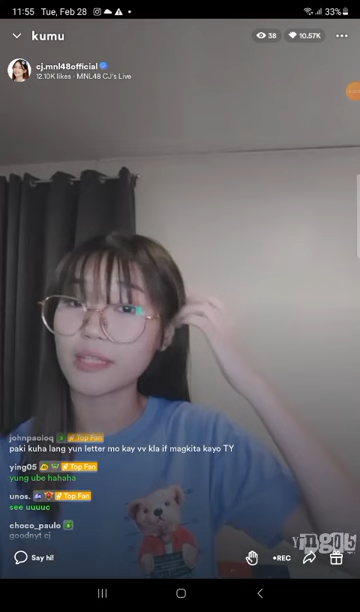 11:55 Tue, Feb 28 33%
kumu 38 10.57K
cj.mnl48official
12.10K likes · MNL48 CJ's Live
johnpaoloq Top Fan
paki kuha lang yun letter mo kay vv kla if magkita kayo TY
ying05 Top Fan
yung ube hahaha
unos. Top Fan
see uuuuc
choco_paulo
goodnyt cj
ying05
Say hi! •REC